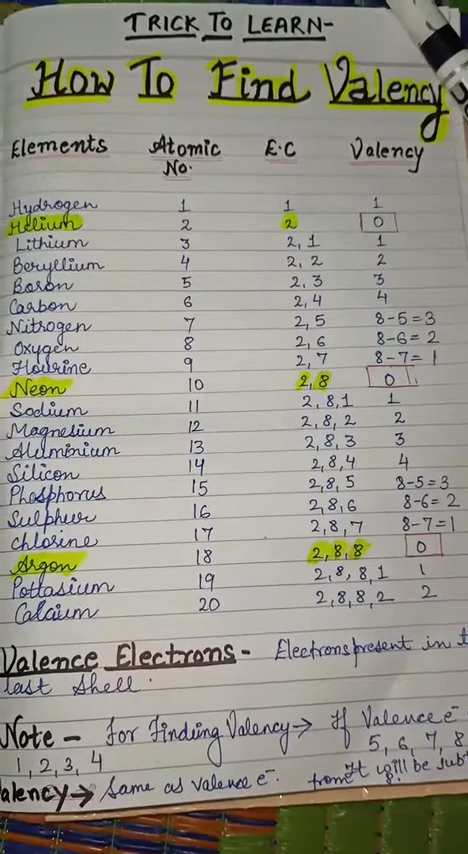 TRICK TO LEARN-
How To Find Valency
Elements Atomic No. E.C Valency
Hydrogen 1 1 1
Helium 2 2 0
Lithium 3 2, 1 1
Beryllium 4 2, 2 2
Boron 5 2, 3 3
Carbon 6 2, 4 4
Nitrogen 7 2, 5 8-5=3
Oxygen 8 2, 6 8-6=2
Flourine 9 2, 7 8-7=1
Neon 10 2, 8 0
Sodium 11 2, 8, 1 1
Magnelium 12 2, 8, 2 2
Aluminium 13 2, 8, 3 3
Silicon 14 2, 8, 4 4
Phosphorus 15 2, 8, 5 8-5=3
Sulphur 16 2, 8, 6 8-6=2
Chlorine 17 2, 8, 7 8-7=1
Argon 18 2, 8, 8 0
Pottasium 19 2, 8, 8, 1 1
Calcium 20 2, 8, 8, 2 2
Valence Electrons - Electrons present in t
last shell.
Note - For Finding Valency → If Valence e-
1, 2, 3, 4 5, 6, 7, 8
alency → Same as valence e-. It will be subt
from 8.